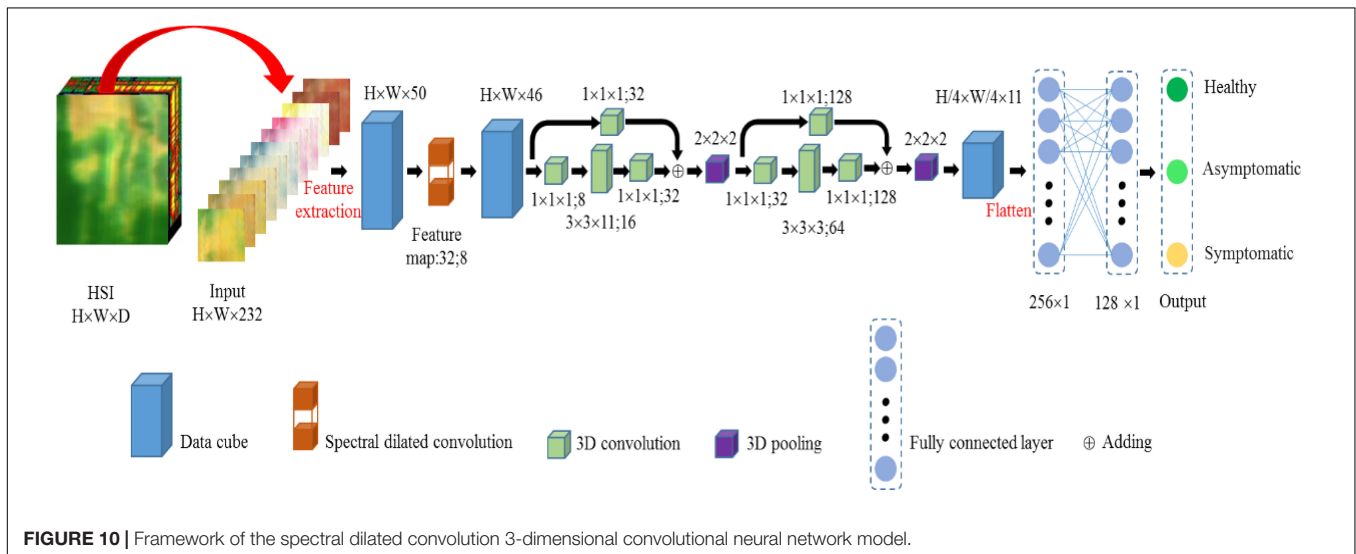 H×W×50
H×W×46
1×1×1;32
2×2×2
1×1×1;128
2×2×2
H/4×W/4×11
Healthy
Feature
extraction
1×1×1;8
1×1×1;32
3×3×11;16
1×1×1;32
1×1×1;128
3×3×3;64
Flatten
Asymptomatic
Feature
map:32;8
Symptomatic
HSI
H×W×D
Input
H×W×232
256×1
128 ×1
Output
Data cube
Spectral dilated convolution
3D convolution
3D pooling
Fully connected layer
⊕ Adding
FIGURE 10 | Framework of the spectral dilated convolution 3-dimensional convolutional neural network model.